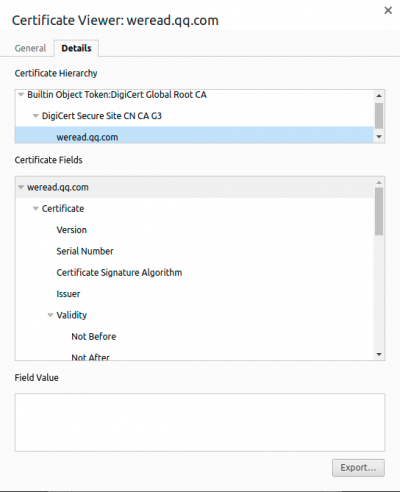 Certificate Viewer: weread.qq.com
General Details
Certificate Hierarchy
Builtin Object Token:DigiCert Global Root CA
DigiCert Secure Site CN CA G3
weread.qq.com
Certificate Fields
weread.qq.com
Certificate
Version
Serial Number
Certificate Signature Algorithm
Issuer
Validity
Not Before
Not After
Field Value
Export...